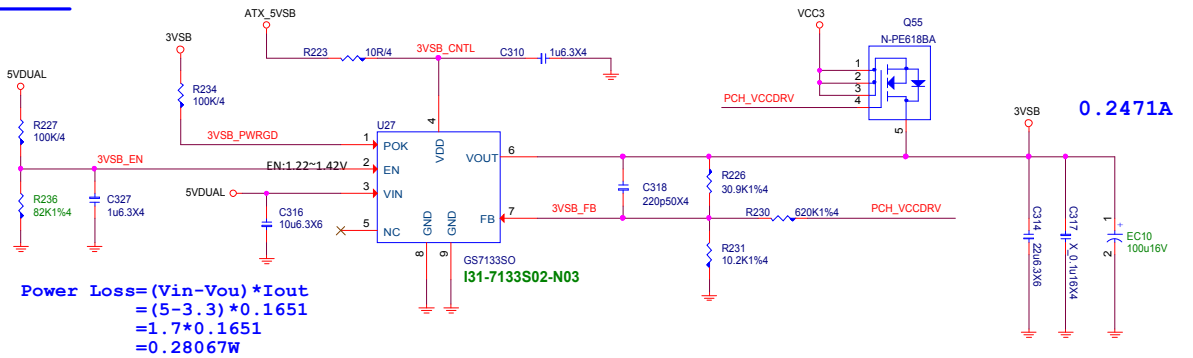 ATX_5VSB
VCC3
Q55
N-PE618BA
3VSB
R223
10R/4
3VSB_CNTL
C310
1u6.3X4
5VDUAL
R234
100K/4
1
2
3
4
PCH_VCCDRV
5
3VSB
0.2471A
R227
100K/4
3VSB_PWRGD
U27
4
1
POK
VDD
VOUT
6
3VSB_EN
EN:1.22~1.42V
2
EN
R236
82K1%4
C327
1u6.3X4
5VDUAL
3
VIN
C318
220p50X4
R226
30.9K1%4
C316
10u6.3X6
5
NC
GND
GND
FB
7
3VSB_FB
R230
620K1%4
PCH_VCCDRV
8
9
GS7133SO
I31-7133S02-N03
R231
10.2K1%4
C314
22u6.3X6
C317
X_0.1u16X4
1
+
2
EC10
100u16V
Power Loss=(Vin-Vou)*Iout
=(5-3.3)*0.1651
=1.7*0.1651
=0.28067W